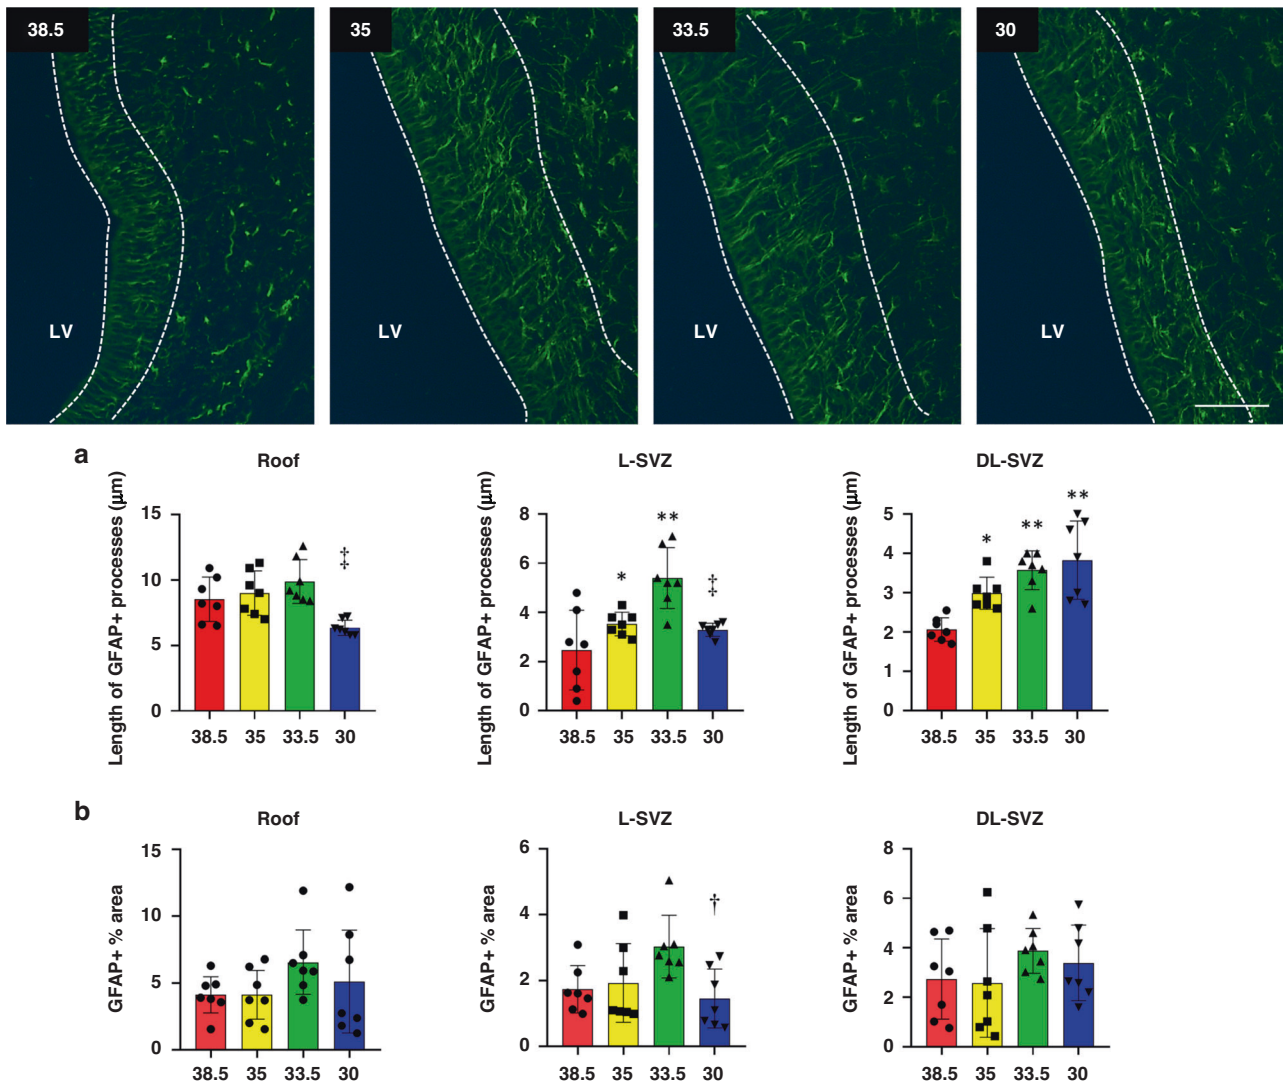 38.5
35
33.5
30
LV
LV
LV
LV
a
Roof
L-SVZ
DL-SVZ
Length of GFAP+ processes (μm)
15
10
5
0
‡
38.5 35 33.5 30
Length of GFAP+ processes (μm)
8
6
4
2
0
*
**
‡
38.5 35 33.5 30
Length of GFAP+ processes (μm)
5
4
3
2
1
0
*
**
**
38.5 35 33.5 30
b
Roof
L-SVZ
DL-SVZ
GFAP+ % area
15
10
5
0
38.5 35 33.5 30
GFAP+ % area
6
4
2
0
†
38.5 35 33.5 30
GFAP+ % area
8
6
4
2
0
38.5 35 33.5 30